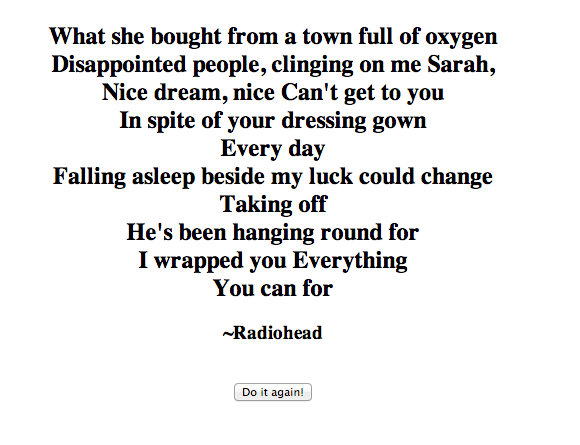 What she bought from a town full of oxygen
Disappointed people, clinging on me Sarah,
Nice dream, nice Can't get to you
In spite of your dressing gown
Every day
Falling asleep beside my luck could change
Taking off
He's been hanging round for
I wrapped you Everything
You can for
~Radiohead
Do it again!